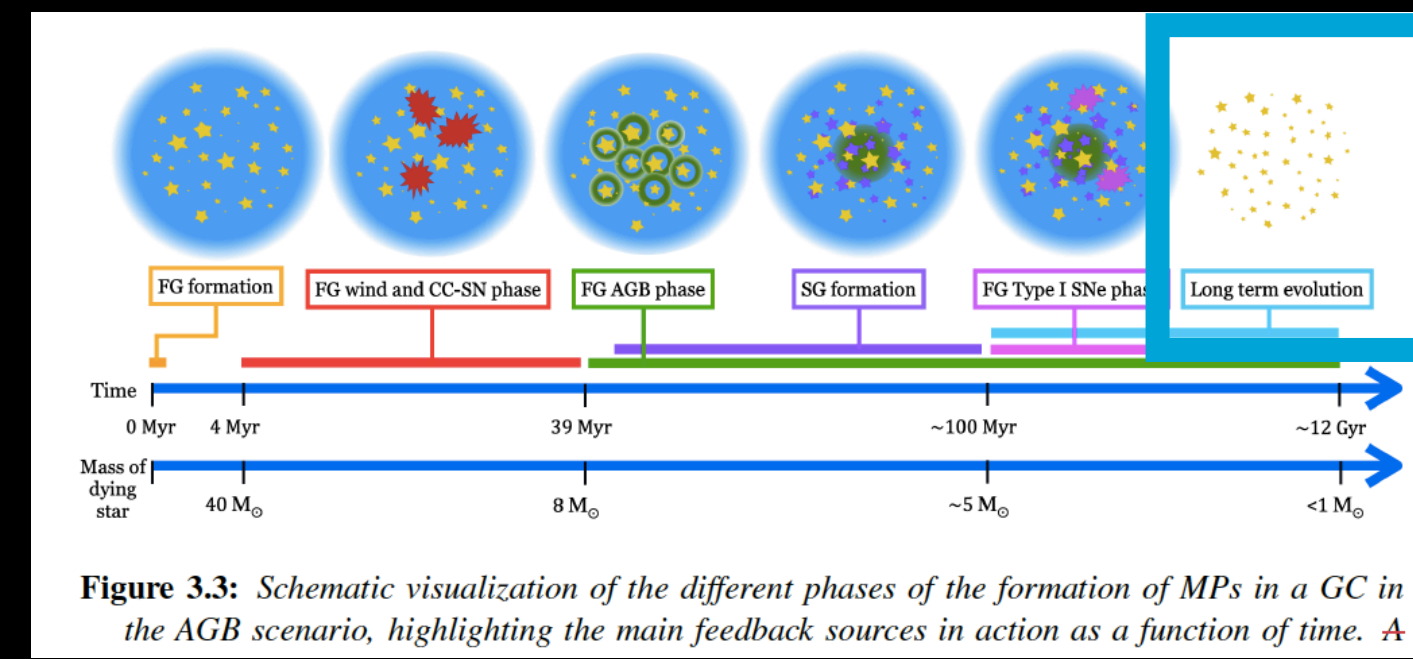 FG formation
FG wind and CC-SN phase
FG AGB phase
SG formation
FG Type I SNe phas
Long term evolution
Time
0 Myr 4 Myr 39 Myr ~100 Myr ~12 Gyr
Mass of
dying
star
40 M☉ 8 M☉ ~5 M☉ <1 M☉
Figure 3.3: Schematic visualization of the different phases of the formation of MPs in a GC in
the AGB scenario, highlighting the main feedback sources in action as a function of time. A